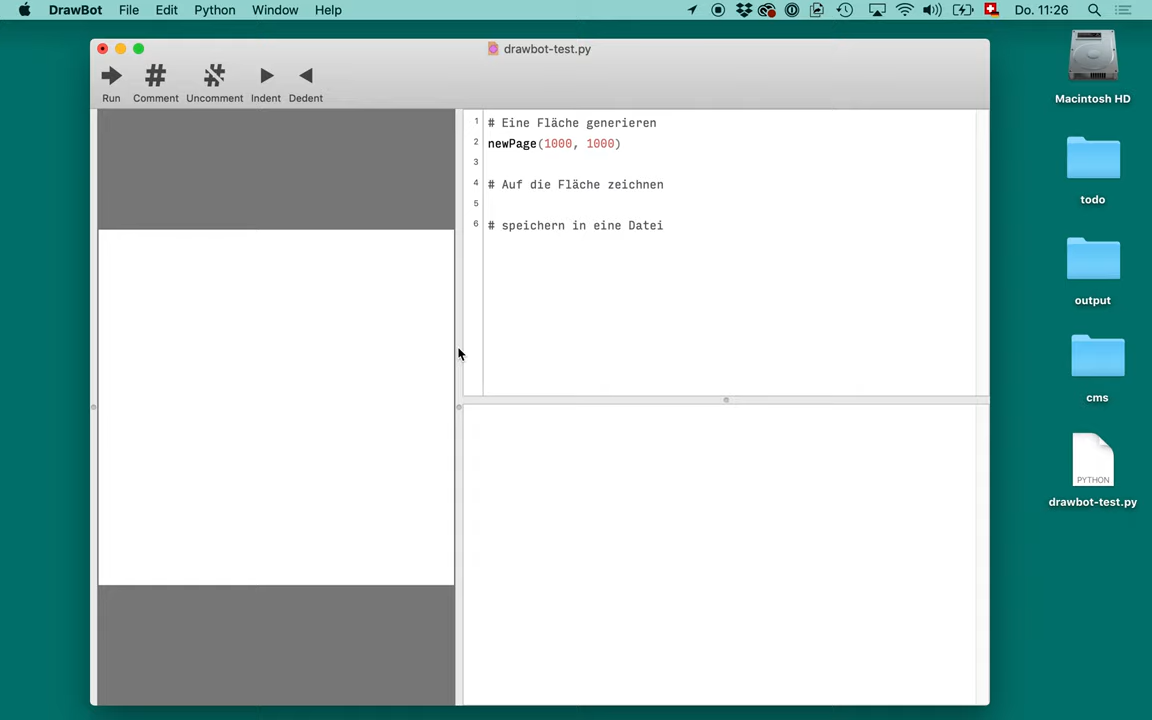 DrawBot File Edit Python Window Help Do. 11:26
drawbot-test.py
Run Comment Uncomment Indent Dedent
1 # Eine Fläche generieren
2 newPage(1000, 1000)
3
4 # Auf die Fläche zeichnen
5
6 # speichern in eine Datei
Macintosh HD
todo
output
cms
PYTHON
drawbot-test.py